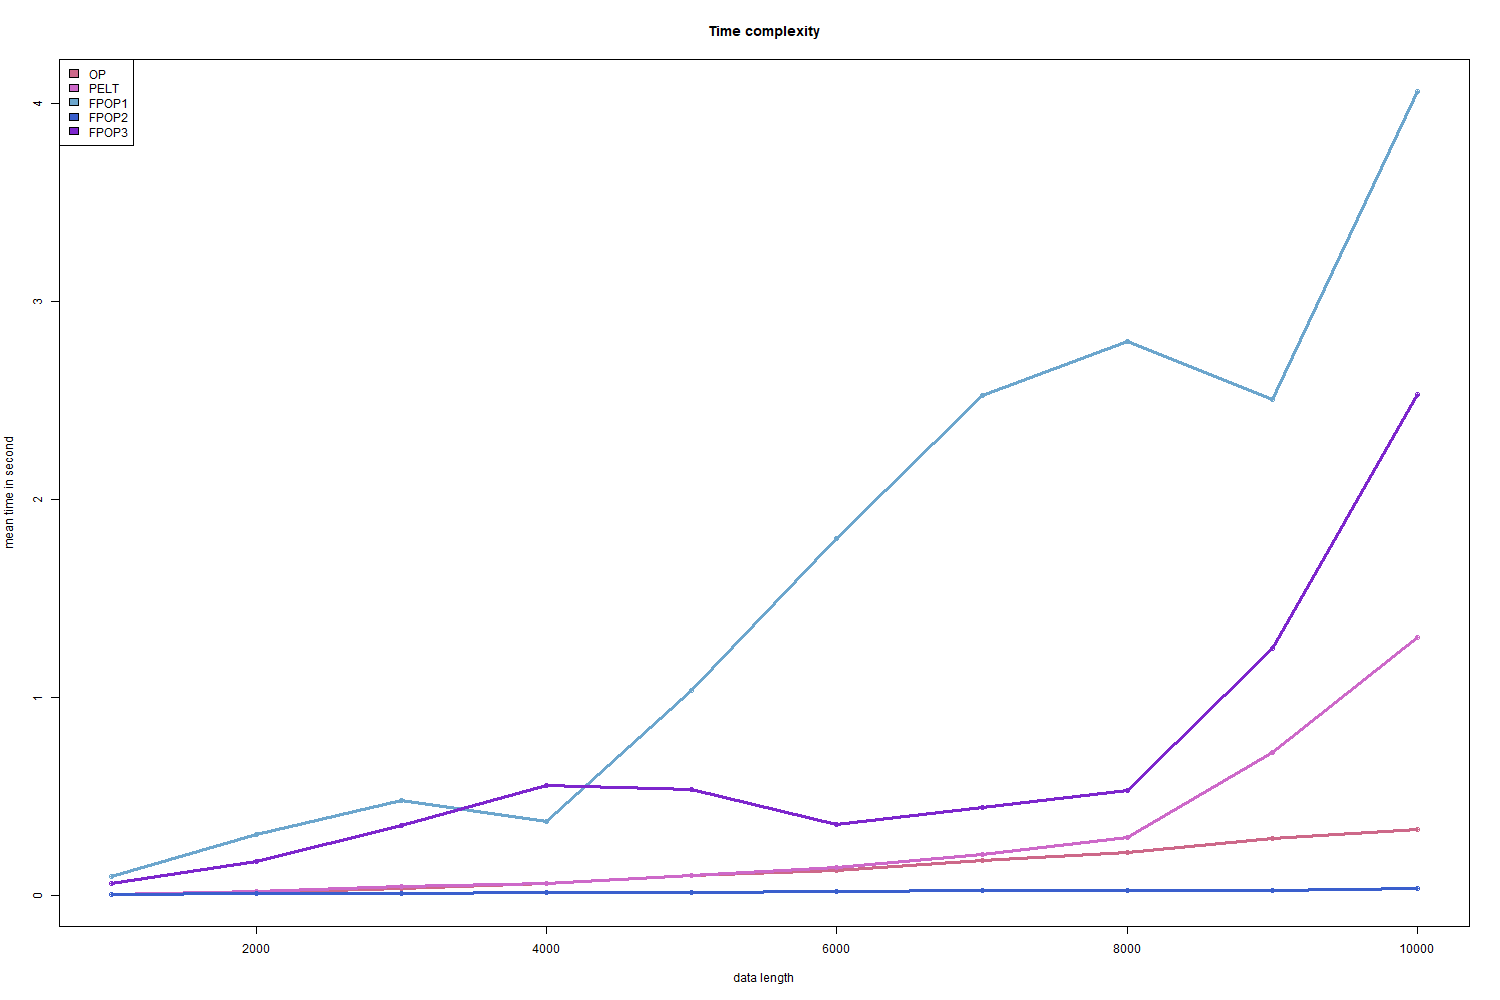 Time complexity
OP
PELT
FPOP1
FPOP2
FPOP3
4
3
2
1
0
mean time in second
2000
4000
6000
8000
10000
data length